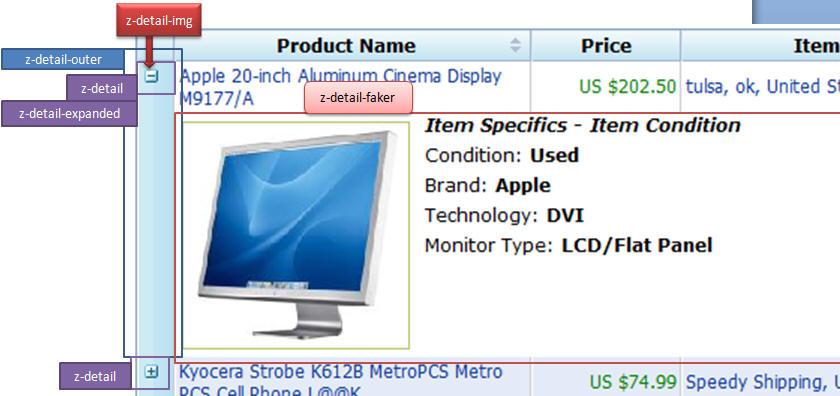 z-detail-img
Product Name
Price
Item
z-detail-outer
z-detail
z-detail-expanded
Apple 20-inch Aluminum Cinema Display
M9177/A
US $202.50
tulsa, ok, United St
z-detail-faker
Item Specifics - Item Condition
Condition: Used
Brand: Apple
Technology: DVI
Monitor Type: LCD/Flat Panel
z-detail
Kyocera Strobe K612B MetroPCS Metro
PCS Cell Phone L@@K
US $74.99
Speedy Shipping, U